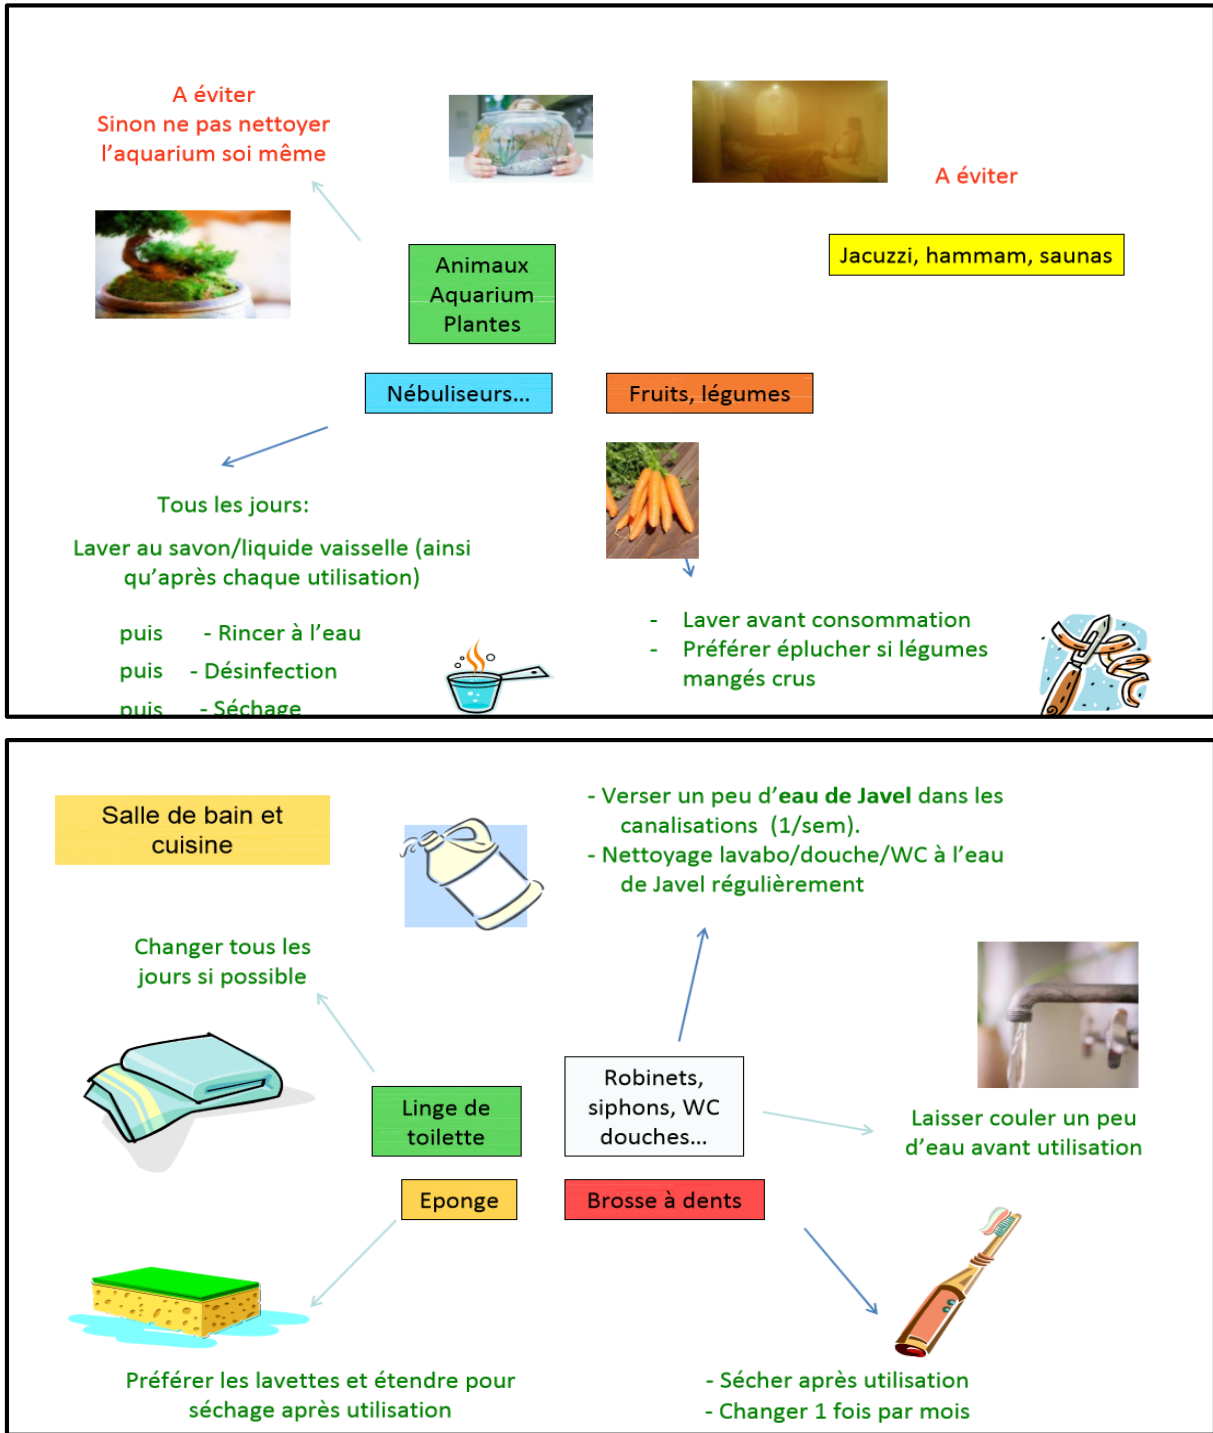 A éviter
Sinon ne pas nettoyer
l'aquarium soi même
A éviter
Jacuzzi, hammam, saunas
Animaux
Aquarium
Plantes
Nébuliseurs...
Fruits, légumes
Tous les jours:
Laver au savon/liquide vaisselle (ainsi
qu'après chaque utilisation)
puis - Rincer à l'eau
puis - Désinfection
puis - Séchage
- Laver avant consommation
- Préférer éplucher si légumes
mangés crus
Salle de bain et
cuisine
- Verser un peu d'eau de Javel dans les
canalisations (1/sem).
- Nettoyage lavabo/douche/WC à l'eau
de Javel régulièrement
Changer tous les
jours si possible
Linge de
toilette
Robinets,
siphons, WC
douches...
Laisser couler un peu
d'eau avant utilisation
Eponge
Brosse à dents
Préférer les lavettes et étendre pour
séchage après utilisation
- Sécher après utilisation
- Changer 1 fois par mois